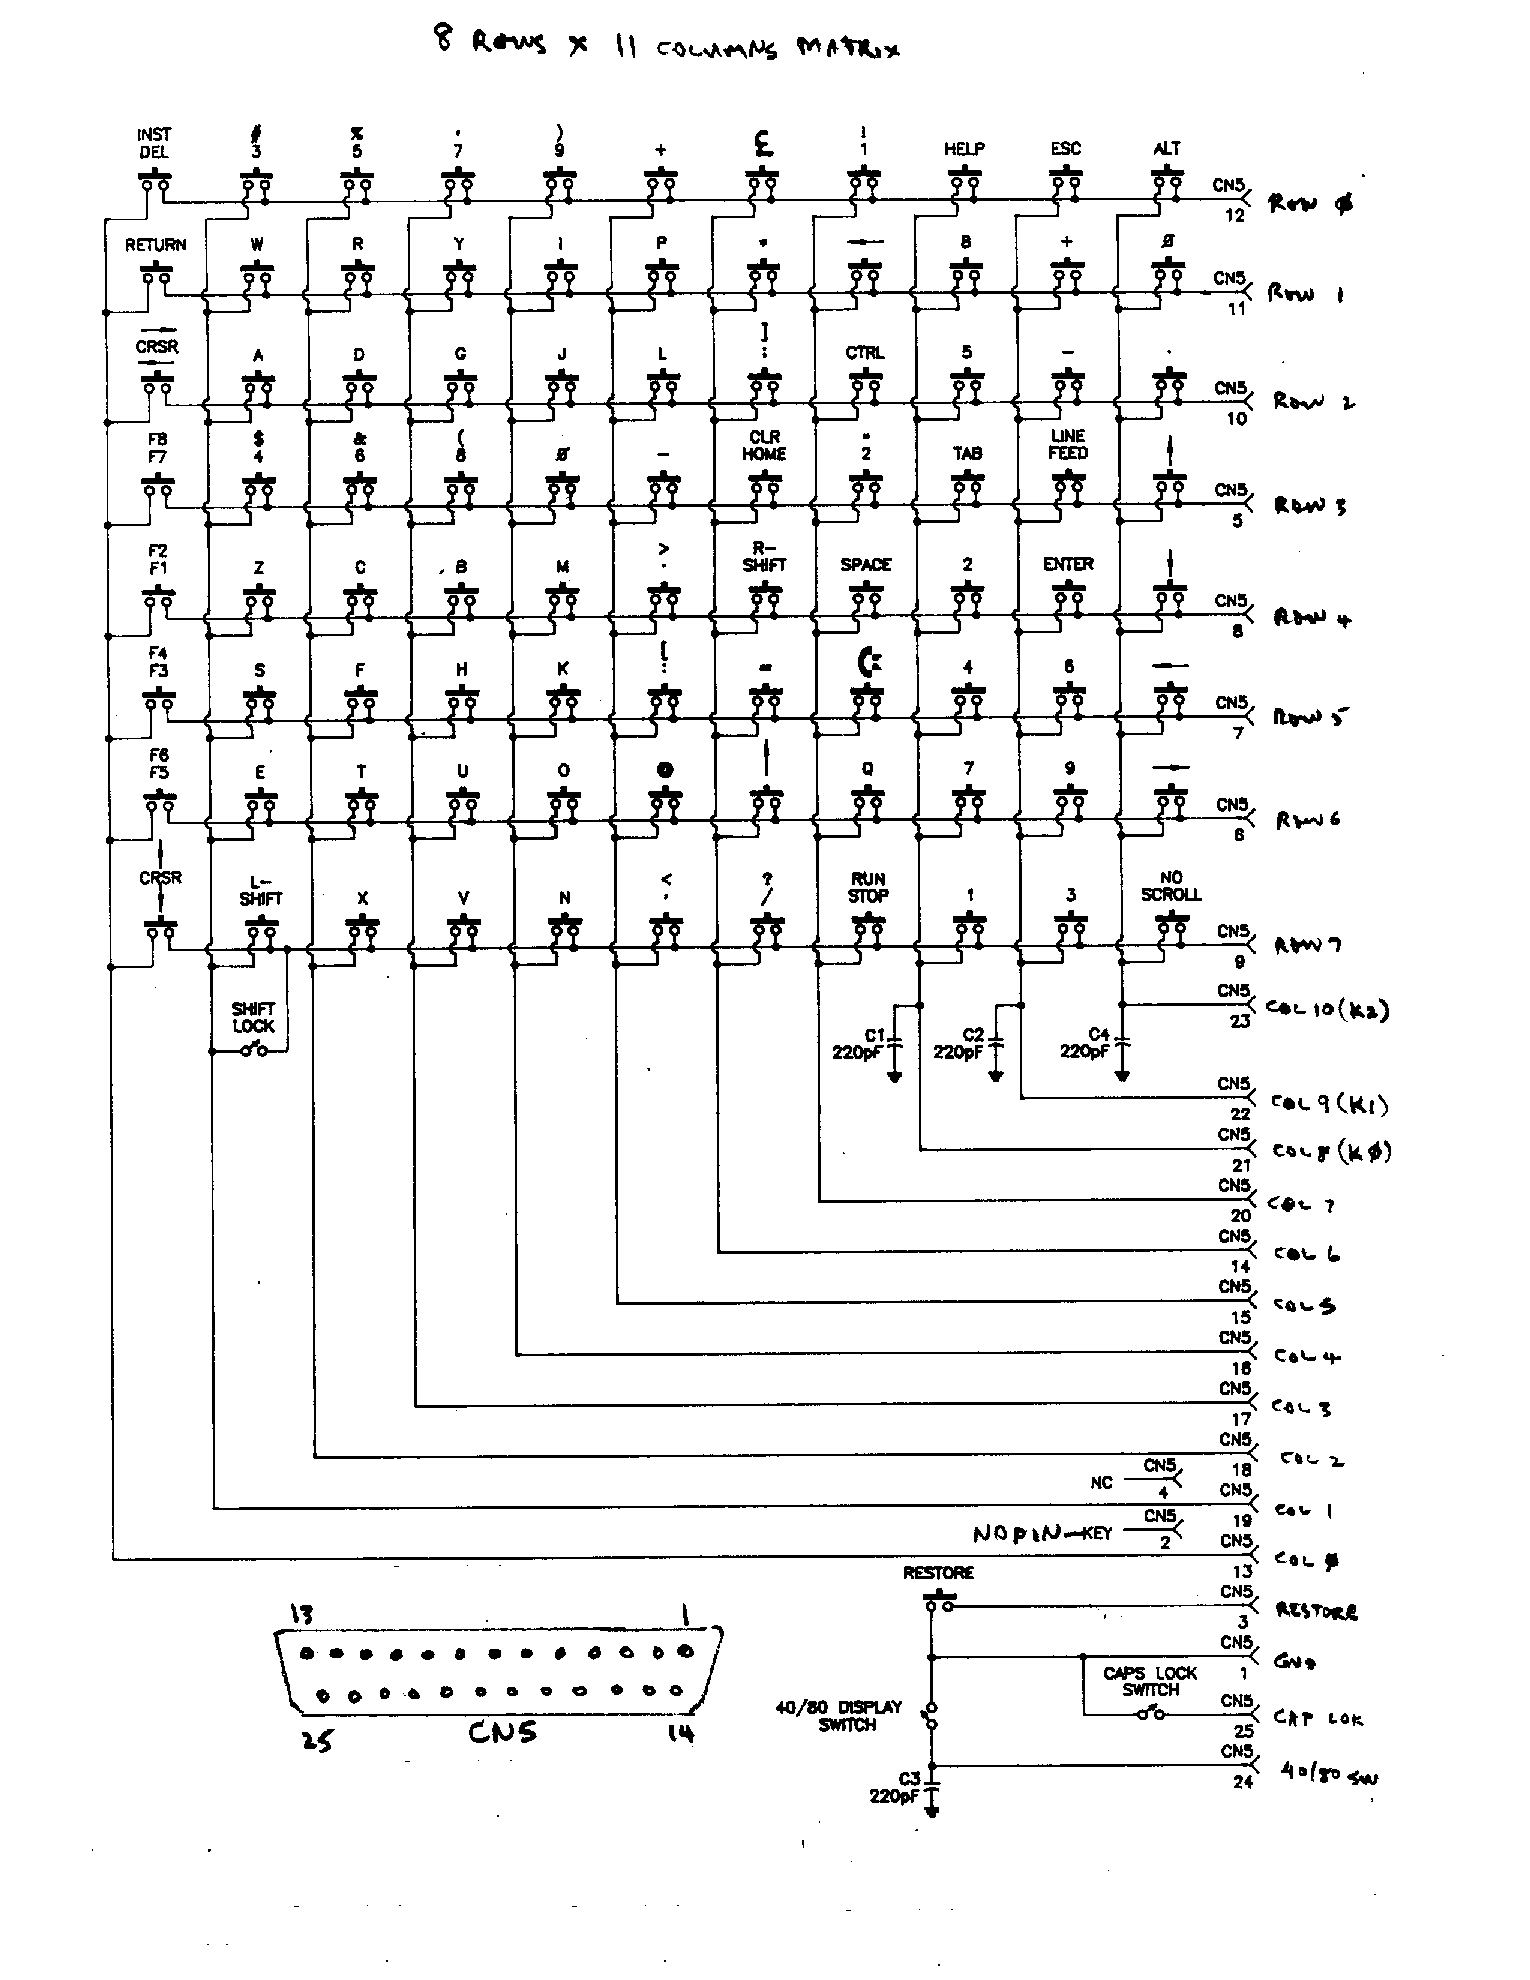 8 ROWS X 11 COLUMNS MATRIX
INST # % ' ) !
DEL 3 5 7 9 + £ 1 HELP ESC ALT
CN5
12 ROW 0
RETURN W R Y I P * ← 8 + 0
CN5
11 ROW 1
→ ]
CRSR A D G J L : CTRL 5 - .
←
CN5
10 ROW 2
F8 $ & ( CLR " LINE ↑
F7 4 6 8 0 - HOME 2 TAB FEED
CN5
5 ROW 3
F2 > R-
F1 Z C B M . SHIFT SPACE 2 ENTER ↓
CN5
8 ROW 4
F4 [
F3 S F H K : = C= 4 6 ←
CN5
7 ROW 5
F6
F5 E T U O @ ↑ Q 7 9 →
CN5
6 ROW 6
↑
CRSR L- < ? RUN NO
↓ SHIFT X V N , / STOP 1 3 SCROLL
CN5
9 ROW 7
SHIFT
LOCK
CN5
23 COL 10 (K2)
C1
220pF
C2
220pF
C4
220pF
CN5
22 COL 9 (K1)
CN5
21 COL 8 (K0)
CN5
20 COL 7
CN5
14 COL 6
CN5
15 COL 5
CN5
16 COL 4
CN5
17 COL 3
CN5
18 COL 2
NC CN5
4
CN5
19 COL 1
NO PIN—KEY CN5
2
CN5
13 COL 0
RESTORE
CN5
3 RESTORE
CN5
1 GND
CAPS LOCK
SWITCH
CN5
25 CAP LOK
40/80 DISPLAY
SWITCH
CN5
24 40/80 SW
C3
220pF
13 1
25 CN5 14